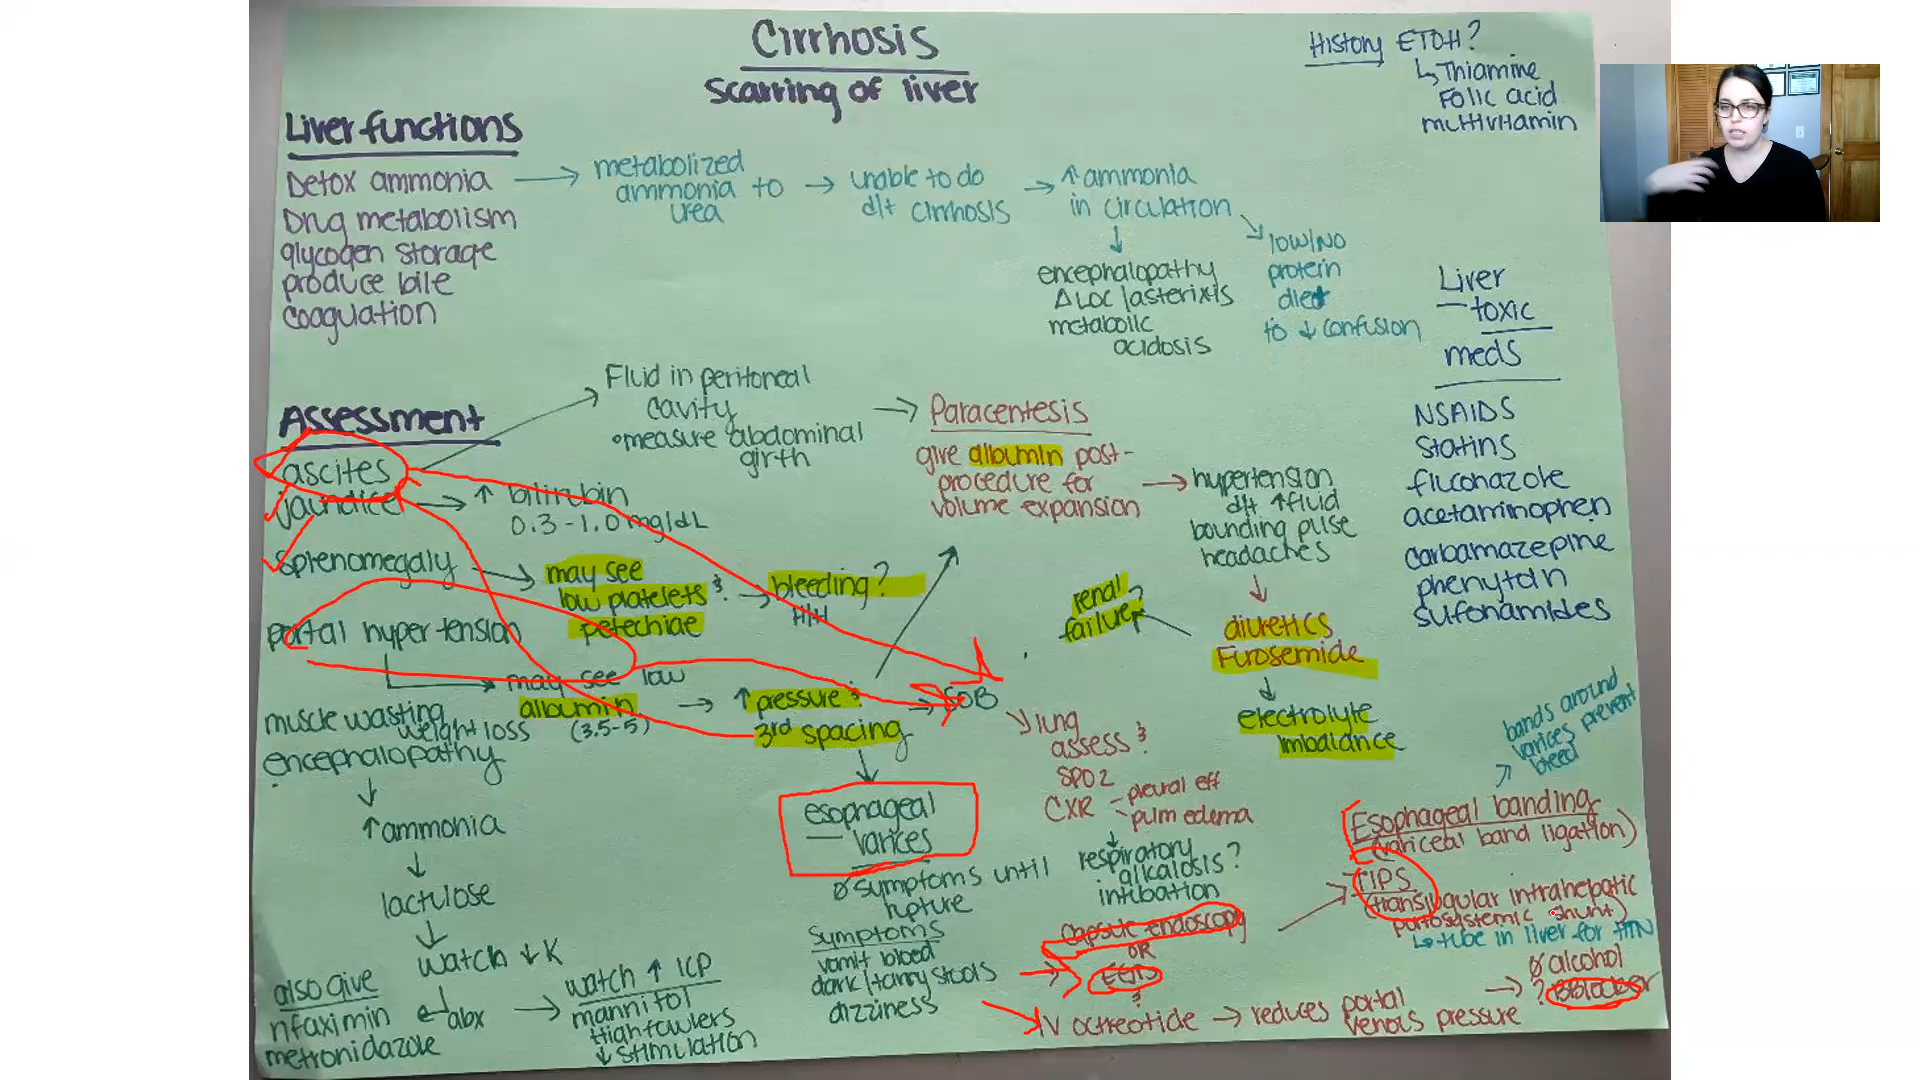 Cirrhosis
Scarring of liver
History ETOH?
↳ Thiamine
Folic acid
multivitamin
Liver functions
Detox ammonia
Drug metabolism
glycogen storage
produce bile
coagulation
→ metabolized
ammonia to
urea
→ unable to do
d/t cirrhosis
→ ↑ ammonia
in circulation
↓
encephalopathy
Δ LOC / asterixis
metabolic
acidosis
↘ low/NO
protein
diet
to ↓ confusion
Liver
toxic
meds
NSAIDS
Statins
fluconazole
acetaminophen
carbamazepine
phenytoin
sulfonamides
Assessment
ascites
Fluid in peritoneal
cavity
•measure abdominal
girth
→ Paracentesis
give albumin post-
procedure for
volume expansion
→ hypertension
d/t ↑ fluid
bounding pulse
headaches
↓
diuretics
Furosemide
renal
failure?
↓
electrolyte
imbalance
jaundice → ↑ bilirubin
0.3 - 1.0 mg/dL
splenomegaly → may see
low platelets &
petechiae
→ bleeding?
H/H
portal hypertension
→ may see low
albumin
(3.5-5)
→ ↑ pressure &
3rd spacing
→ SOB
↘ lung
assess &
SPO2
CXR - pleural eff
- pulm edema
↓
respiratory
alkalosis?
intibation
muscle wasting
weight loss
encephalopathy
↓
↑ ammonia
↓
lactulose
↓
watch ↓ K
abx
also give
rifaximin
metronidazole
→ watch ↑ ICP
mannitol
High fowlers
↓ stimulation
↓
esophageal
varices
Ø symptoms until
rupture
Symptoms
vomit blood
dark/tarry stools
dizziness
→ Capsule endoscopy
OR
EGD
&
IV octreotide → reduces portal
venous pressure
→ Ø alcohol
? BBlocker
bands around
varices prevent
bleed
Esophageal banding
(variceal band ligation)
TIPS
(transjugular intrahepatic
portosystemic shunt)
↳ tube in liver for HTN